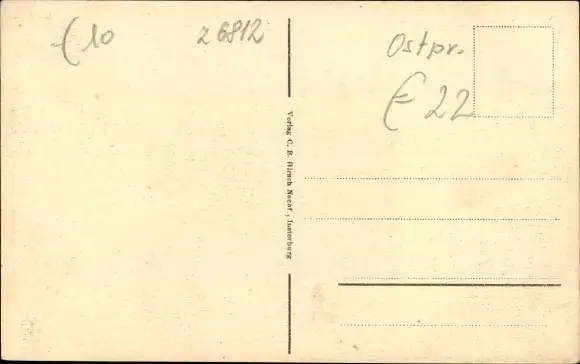 € 10
26812
Ostpr.
€ 22
Verlag C. R. Hirsch Nachf., Insterburg